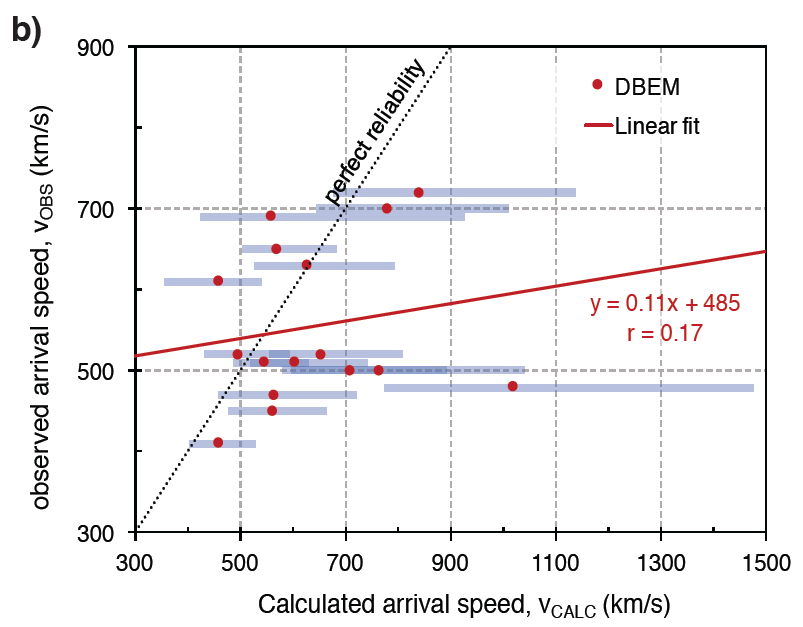 b)
900
700
500
300
observed arrival speed, vOBS (km/s)
perfect reliability
DBEM
Linear fit
y = 0.11x + 485
r = 0.17
300 500 700 900 1100 1300 1500
Calculated arrival speed, vCALC (km/s)